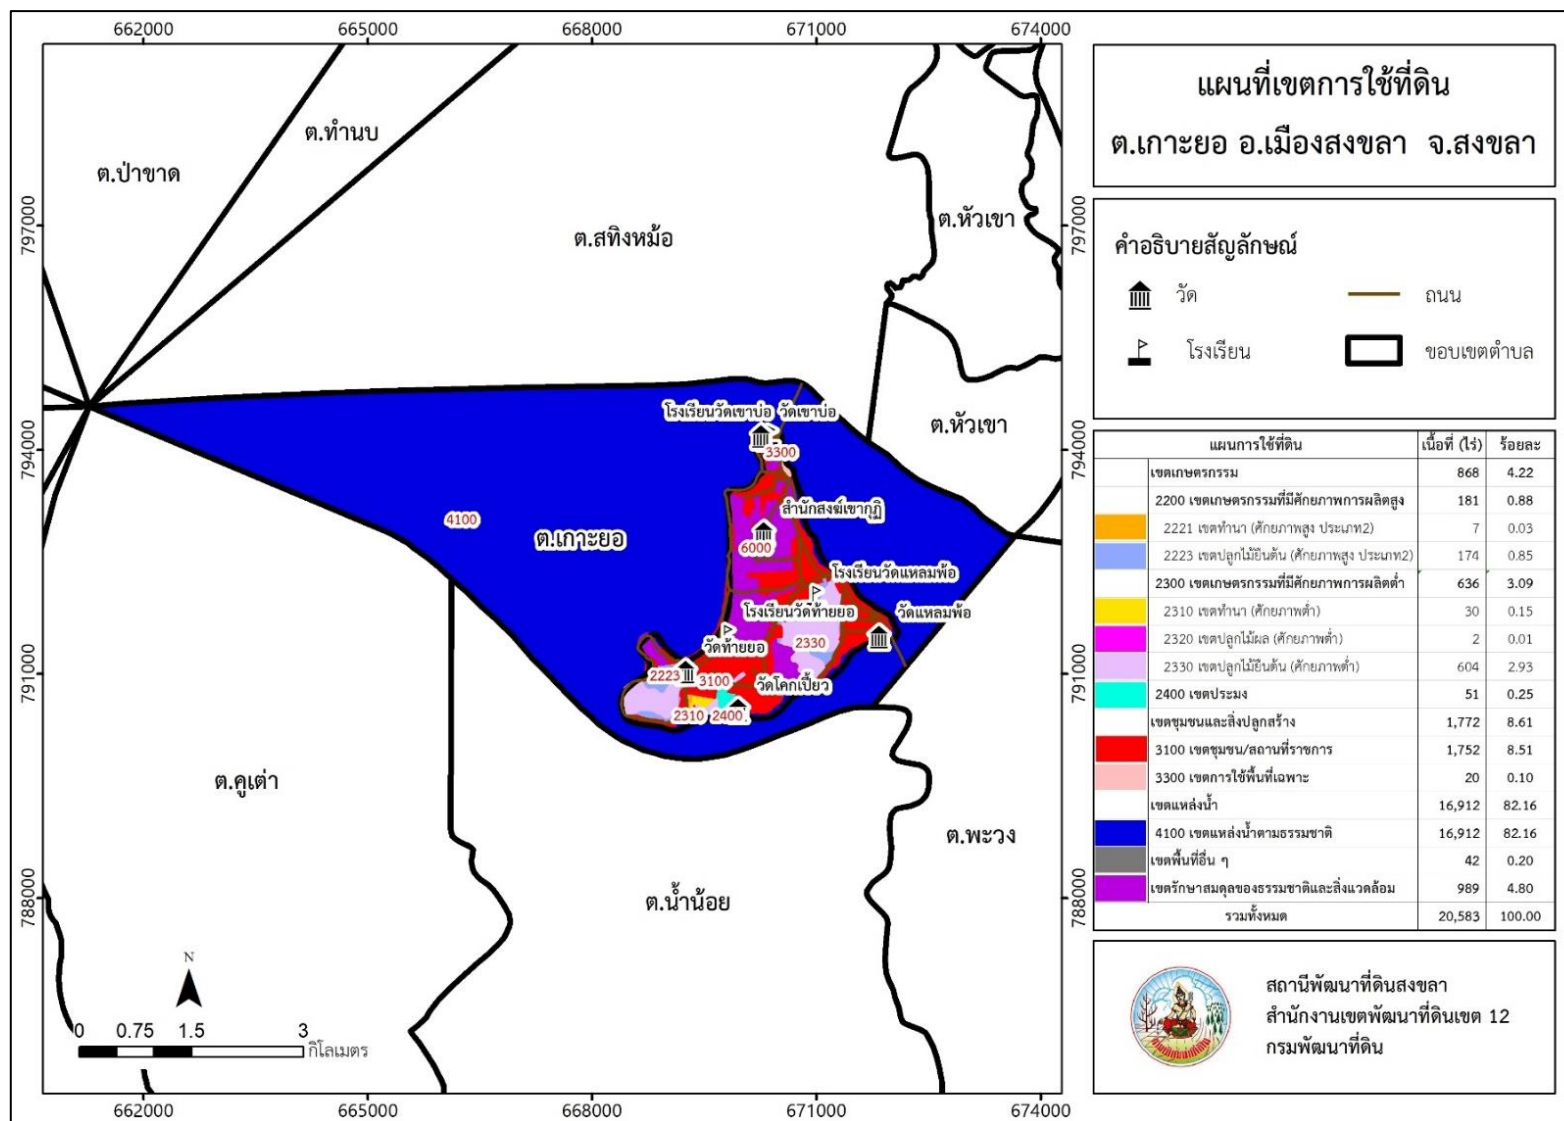 662000 665000 668000 671000 674000
แผนที่เขตการใช้ที่ดิน
ต.เกาะยอ อ.เมืองสงขลา จ.สงขลา
ต.ทำนบ
ต.ป่าขาด
ต.สทิงหม้อ
ต.หัวเขา
797000
797000
คำอธิบายสัญลักษณ์
วัด
ถนน
โรงเรียน
ขอบเขตตำบล
โรงเรียนวัดเขาบ่อ วัดเขาบ่อ
ต.หัวเขา
794000
3300
794000
4100
ต.เกาะยอ
สำนักสงฆ์เขากุฏิ
6000
โรงเรียนวัดแหลมพ้อ
โรงเรียนวัดท้ายยอ
วัดแหลมพ้อ
วัดท้ายยอ
2330
791000
2223
3100
วัดโคกเปี้ยว
791000
2310
2400
ต.คูเต่า
ต.พะวง
ต.น้ำน้อย
788000
788000
แผนการใช้ที่ดิน เนื้อที่ (ไร่) ร้อยละ
เขตเกษตรกรรม 868 4.22
2200 เขตเกษตรกรรมที่มีศักยภาพการผลิตสูง 181 0.88
2221 เขตทำนา (ศักยภาพสูง ประเภท2) 7 0.03
2223 เขตปลูกไม้ยืนต้น (ศักยภาพสูง ประเภท2) 174 0.85
2300 เขตเกษตรกรรมที่มีศักยภาพการผลิตต่ำ 636 3.09
2310 เขตทำนา (ศักยภาพต่ำ) 30 0.15
2320 เขตปลูกไม้ผล (ศักยภาพต่ำ) 2 0.01
2330 เขตปลูกไม้ยืนต้น (ศักยภาพต่ำ) 604 2.93
2400 เขตประมง 51 0.25
เขตชุมชนและสิ่งปลูกสร้าง 1,772 8.61
3100 เขตชุมชน/สถานที่ราชการ 1,752 8.51
3300 เขตการใช้พื้นที่เฉพาะ 20 0.10
เขตแหล่งน้ำ 16,912 82.16
4100 เขตแหล่งน้ำตามธรรมชาติ 16,912 82.16
เขตพื้นที่อื่น ๆ 42 0.20
เขตรักษาสมดุลของธรรมชาติและสิ่งแวดล้อม 989 4.80
รวมทั้งหมด 20,583 100.00
N
0 0.75 1.5 3
กิโลเมตร
สถานีพัฒนาที่ดินสงขลา
สำนักงานเขตพัฒนาที่ดินเขต 12
กรมพัฒนาที่ดิน
662000 665000 668000 671000 674000